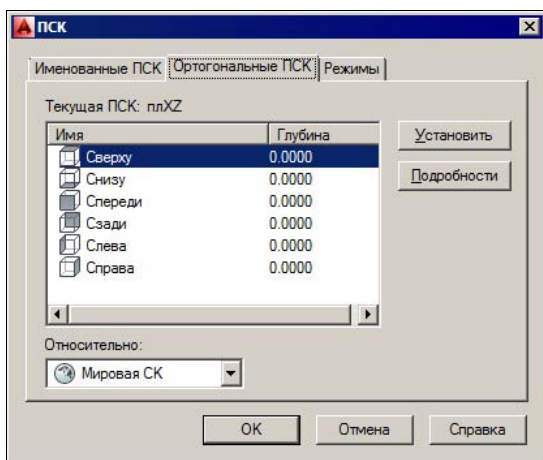 ПСК
Именованные ПСК Ортогональные ПСК Режимы
Текущая ПСК: плXZ
Имя Глубина
Сверху 0.0000
Снизу 0.0000
Спереди 0.0000
Сзади 0.0000
Слева 0.0000
Справа 0.0000
Установить
Подробности
Относительно:
Мировая СК
OK Отмена Справка